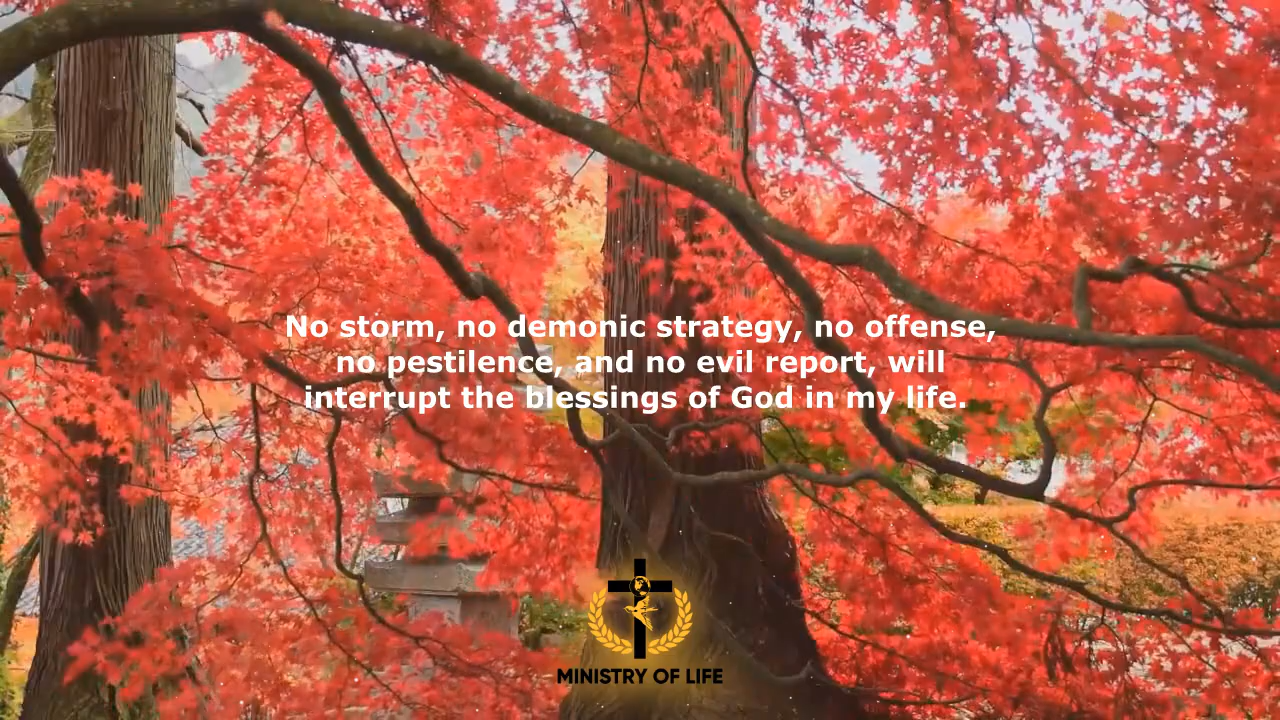 No storm, no demonic strategy, no offense,
no pestilence, and no evil report, will
interrupt the blessings of God in my life.
MINISTRY OF LIFE